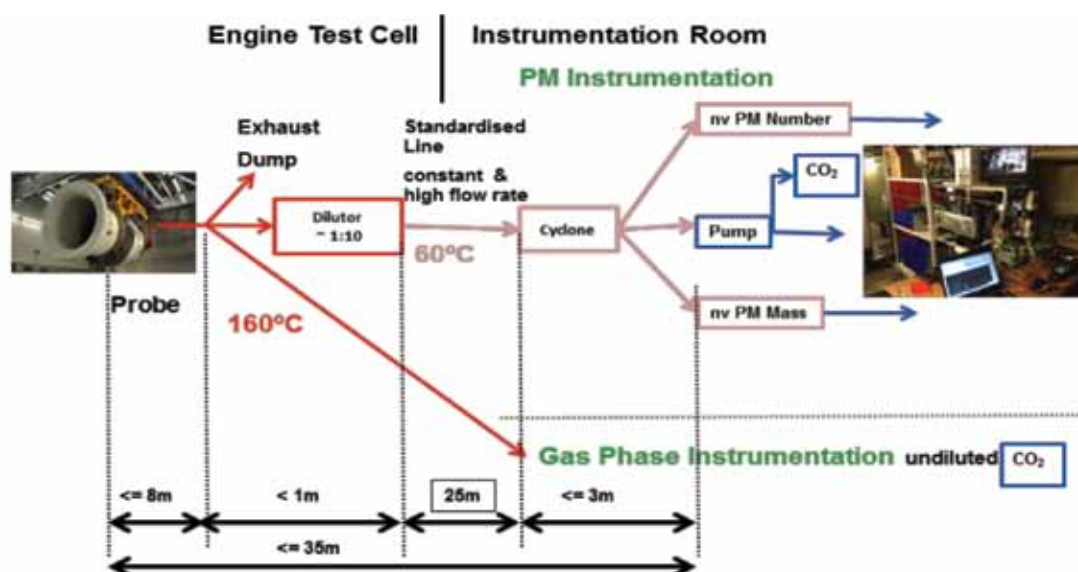 Engine Test Cell
Instrumentation Room
PM Instrumentation
Exhaust
Dump
Standardised
Line
constant &
high flow rate
nv PM Number
CO₂
Dilutor
~ 1:10
Cyclone
Pump
60°C
Probe
160°C
nv PM Mass
Gas Phase Instrumentation undiluted CO₂
<= 8m
< 1m
25m
<= 3m
<= 35m